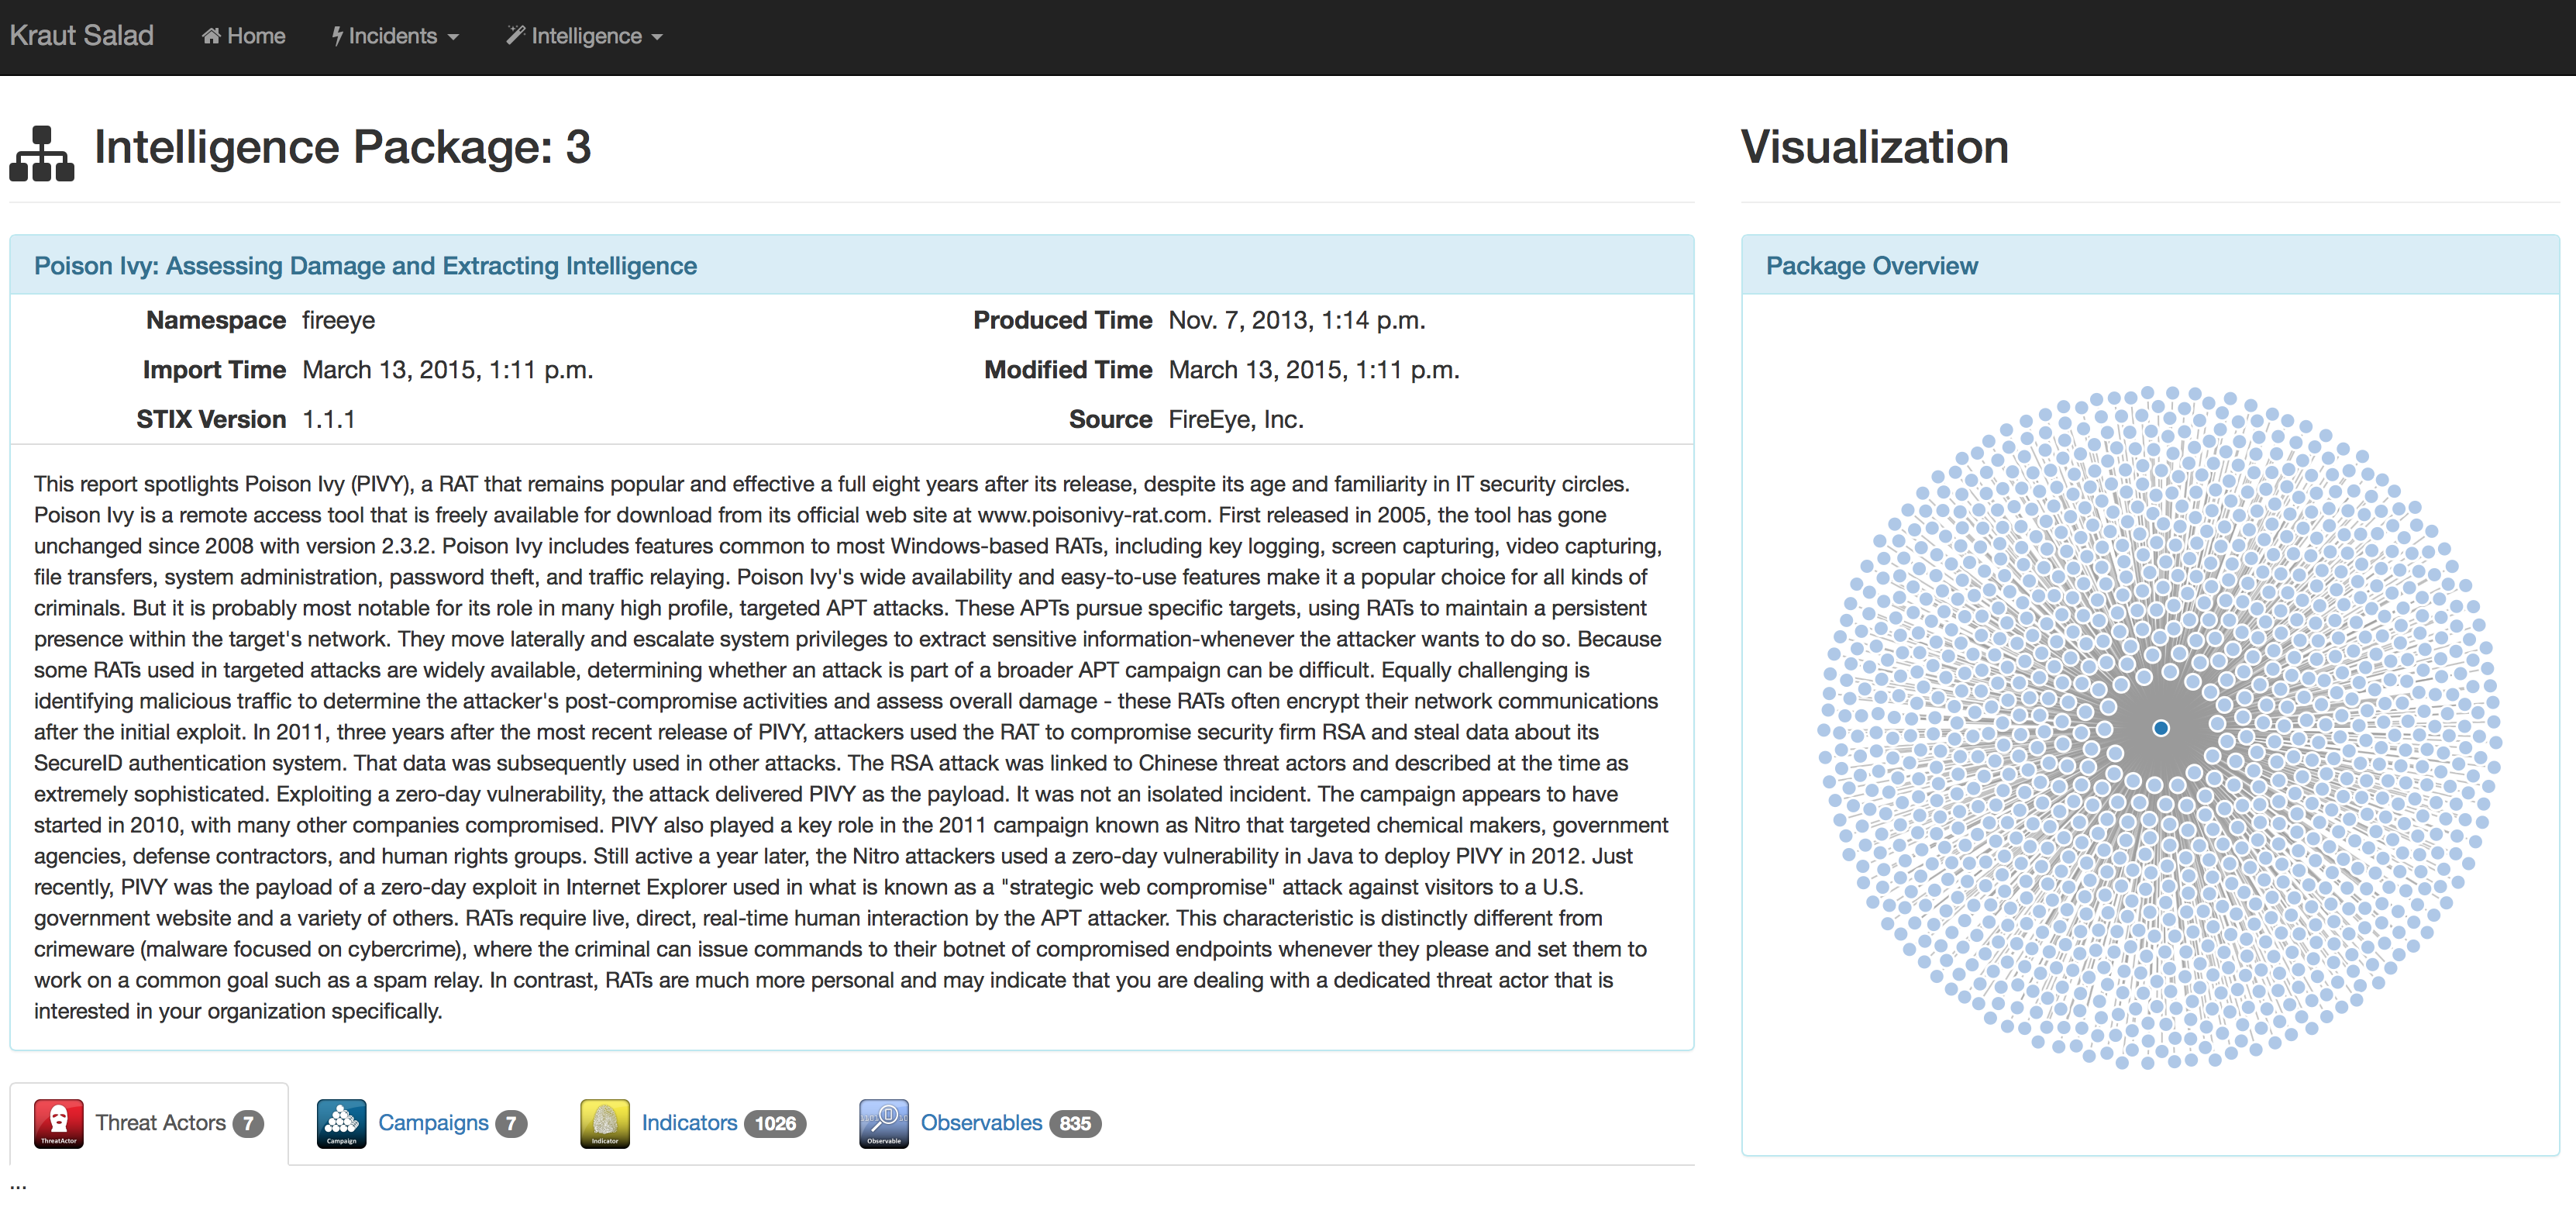 Kraut Salad Home Incidents Intelligence
Intelligence Package: 3
Poison Ivy: Assessing Damage and Extracting Intelligence
Namespace fireeye Produced Time Nov. 7, 2013, 1:14 p.m.
Import Time March 13, 2015, 1:11 p.m. Modified Time March 13, 2015, 1:11 p.m.
STIX Version 1.1.1 Source FireEye, Inc.
This report spotlights Poison Ivy (PIVY), a RAT that remains popular and effective a full eight years after its release, despite its age and familiarity in IT security circles.
Poison Ivy is a remote access tool that is freely available for download from its official web site at www.poisonivy-rat.com. First released in 2005, the tool has gone
unchanged since 2008 with version 2.3.2. Poison Ivy includes features common to most Windows-based RATs, including key logging, screen capturing, video capturing,
file transfers, system administration, password theft, and traffic relaying. Poison Ivy's wide availability and easy-to-use features make it a popular choice for all kinds of
criminals. But it is probably most notable for its role in many high profile, targeted APT attacks. These APTs pursue specific targets, using RATs to maintain a persistent
presence within the target's network. They move laterally and escalate system privileges to extract sensitive information-whenever the attacker wants to do so. Because
some RATs used in targeted attacks are widely available, determining whether an attack is part of a broader APT campaign can be difficult. Equally challenging is
identifying malicious traffic to determine the attacker's post-compromise activities and assess overall damage - these RATs often encrypt their network communications
after the initial exploit. In 2011, three years after the most recent release of PIVY, attackers used the RAT to compromise security firm RSA and steal data about its
SecureID authentication system. That data was subsequently used in other attacks. The RSA attack was linked to Chinese threat actors and described at the time as
extremely sophisticated. Exploiting a zero-day vulnerability, the attack delivered PIVY as the payload. It was not an isolated incident. The campaign appears to have
started in 2010, with many other companies compromised. PIVY also played a key role in the 2011 campaign known as Nitro that targeted chemical makers, government
agencies, defense contractors, and human rights groups. Still active a year later, the Nitro attackers used a zero-day vulnerability in Java to deploy PIVY in 2012. Just
recently, PIVY was the payload of a zero-day exploit in Internet Explorer used in what is known as a "strategic web compromise" attack against visitors to a U.S.
government website and a variety of others. RATs require live, direct, real-time human interaction by the APT attacker. This characteristic is distinctly different from
crimeware (malware focused on cybercrime), where the criminal can issue commands to their botnet of compromised endpoints whenever they please and set them to
work on a common goal such as a spam relay. In contrast, RATs are much more personal and may indicate that you are dealing with a dedicated threat actor that is
interested in your organization specifically.
ThreatActor Threat Actors 7 Campaign Campaigns 7 Indicator Indicators 1026 Observable Observables 835
...
Visualization
Package Overview